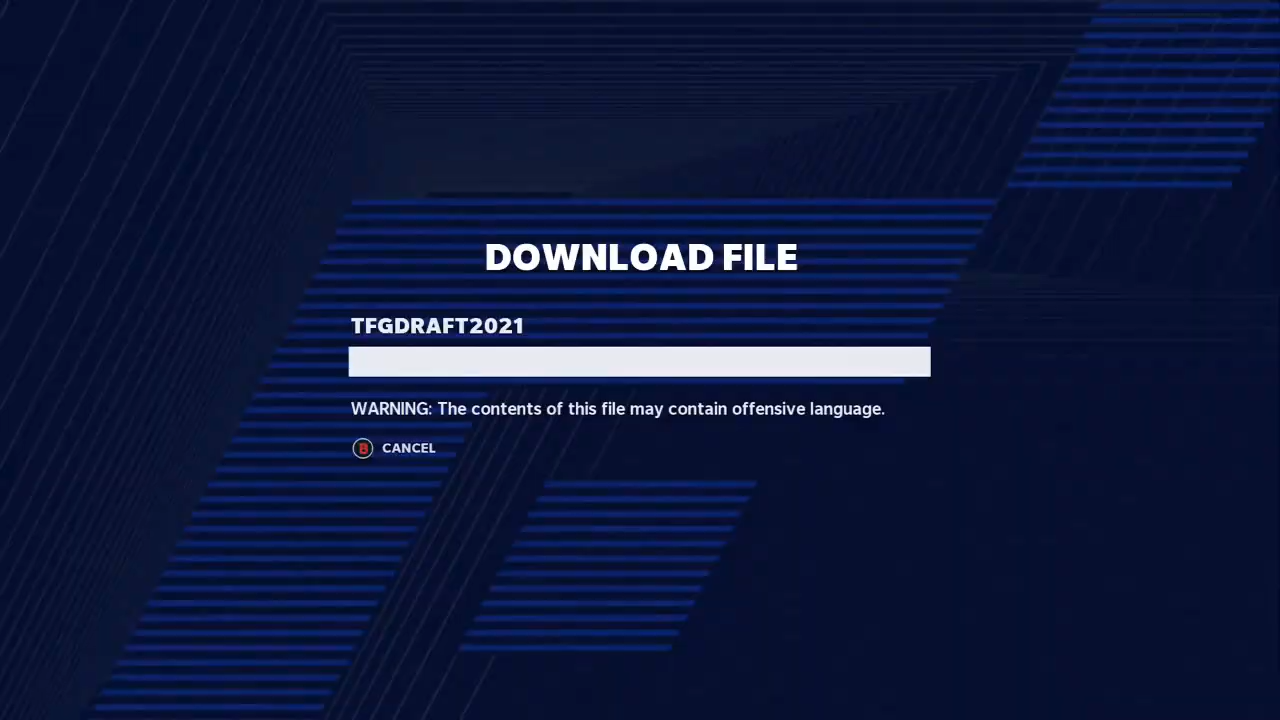 DOWNLOAD FILE
TFGDRAFT2021
WARNING: The contents of this file may contain offensive language.
B CANCEL